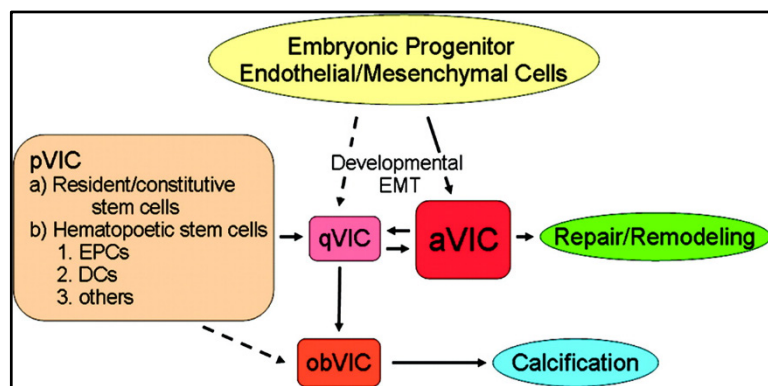 Embryonic Progenitor
Endothelial/Mesenchymal Cells
Developmental
EMT
pVIC
a) Resident/constitutive
stem cells
b) Hematopoetic stem cells
1. EPCs
2. DCs
3. others
qVIC
aVIC
Repair/Remodeling
obVIC
Calcification